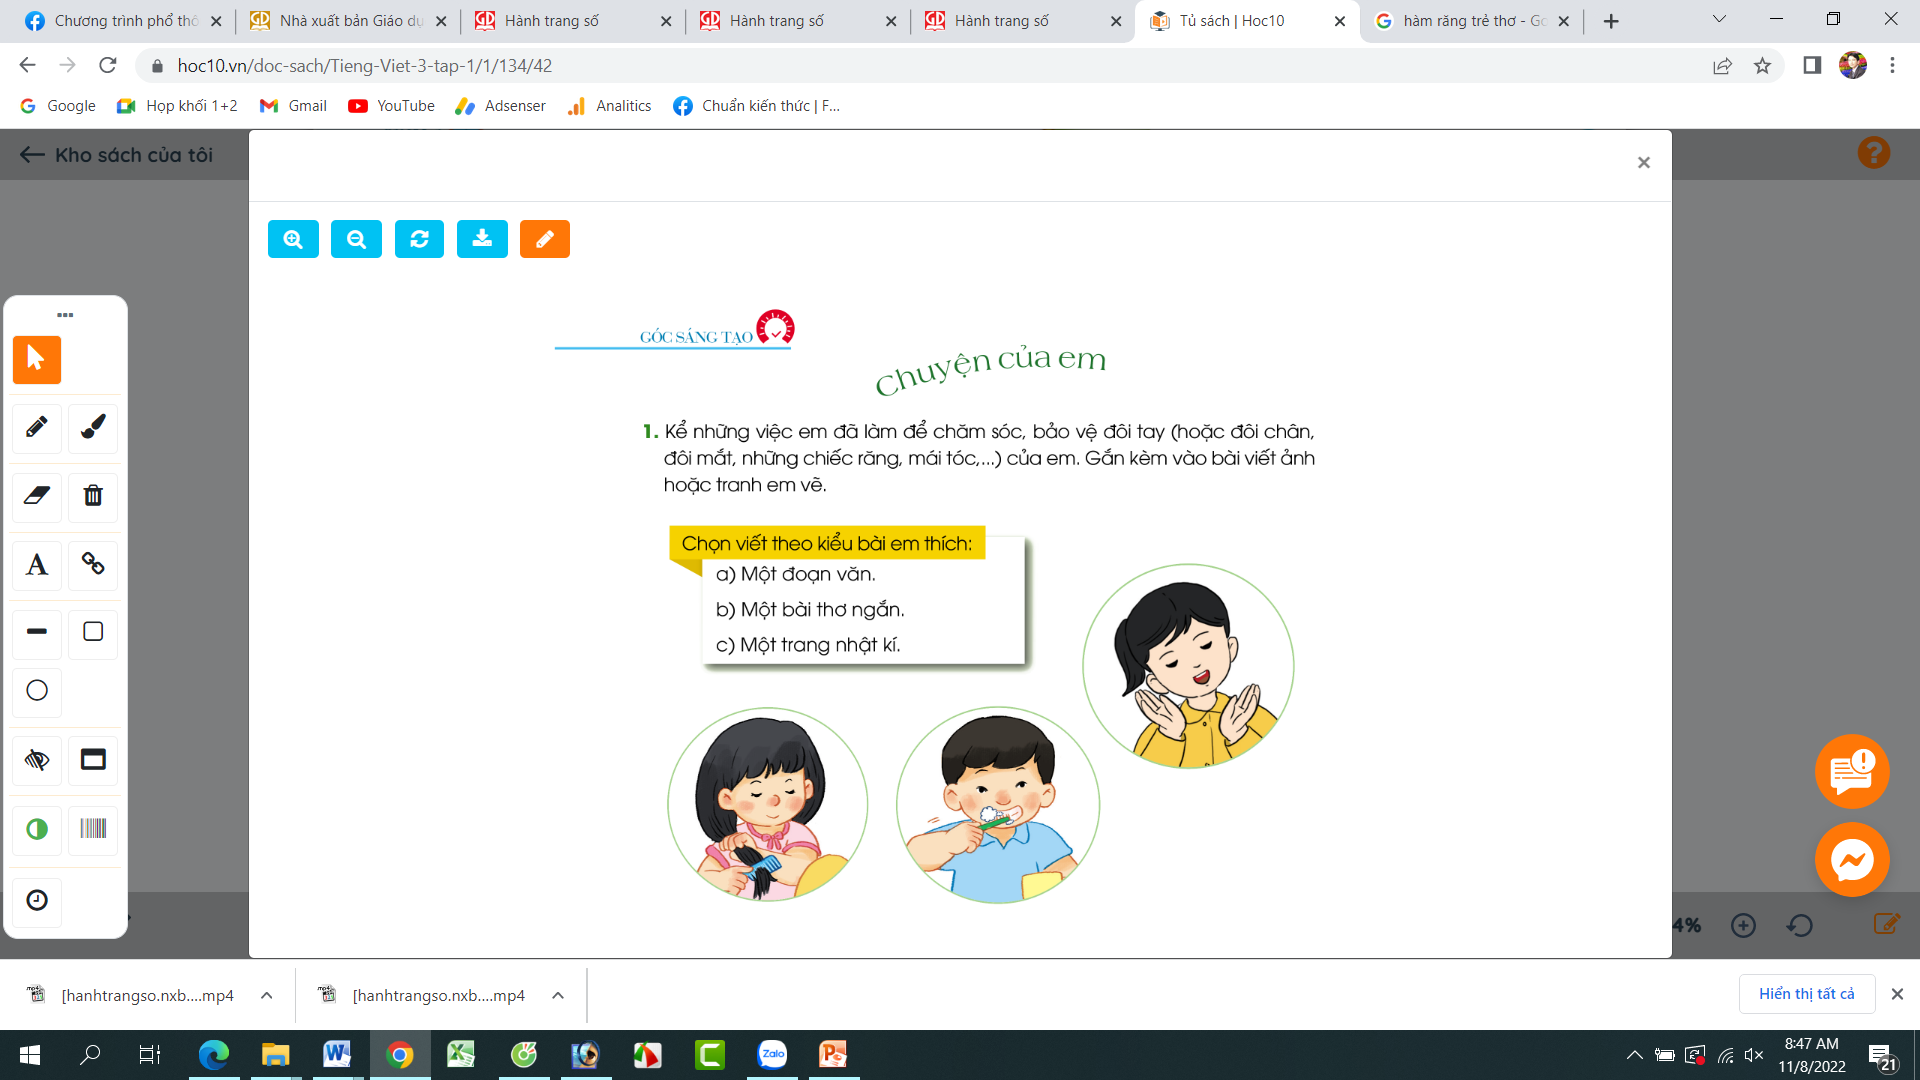 Chương trình phổ thô
Nhà xuất bản Giáo dụ
Hành trang số
Hành trang số
Hành trang số
Tủ sách | Hoc10
hàm răng trẻ thơ - Go
hoc10.vn/doc-sach/Tieng-Viet-3-tap-1/1/134/42
Google
Họp khối 1+2
Gmail
YouTube
Adsenser
Analitics
Chuẩn kiến thức | F...
Kho sách của tôi
GÓC SÁNG TẠO
Chuyện của em
1. Kể những việc em đã làm để chăm sóc, bảo vệ đôi tay (hoặc đôi chân,
đôi mắt, những chiếc răng, mái tóc,...) của em. Gắn kèm vào bài viết ảnh
hoặc tranh em vẽ.
Chọn viết theo kiểu bài em thích:
a) Một đoạn văn.
b) Một bài thơ ngắn.
c) Một trang nhật kí.
4%
[hanhtrangso.nxb....mp4
[hanhtrangso.nxb....mp4
Hiển thị tất cả
Zalo
8:47 AM
11/8/2022
21